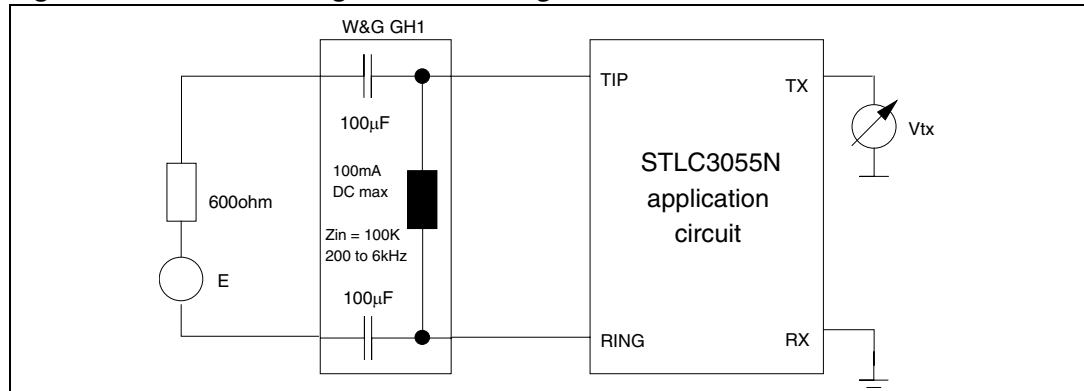 W&G GH1
TIP
TX
100µF
Vtx
100mA
DC max
STLC3055N
application
circuit
600ohm
Zin = 100K
200 to 6kHz
E
100µF
RING
RX